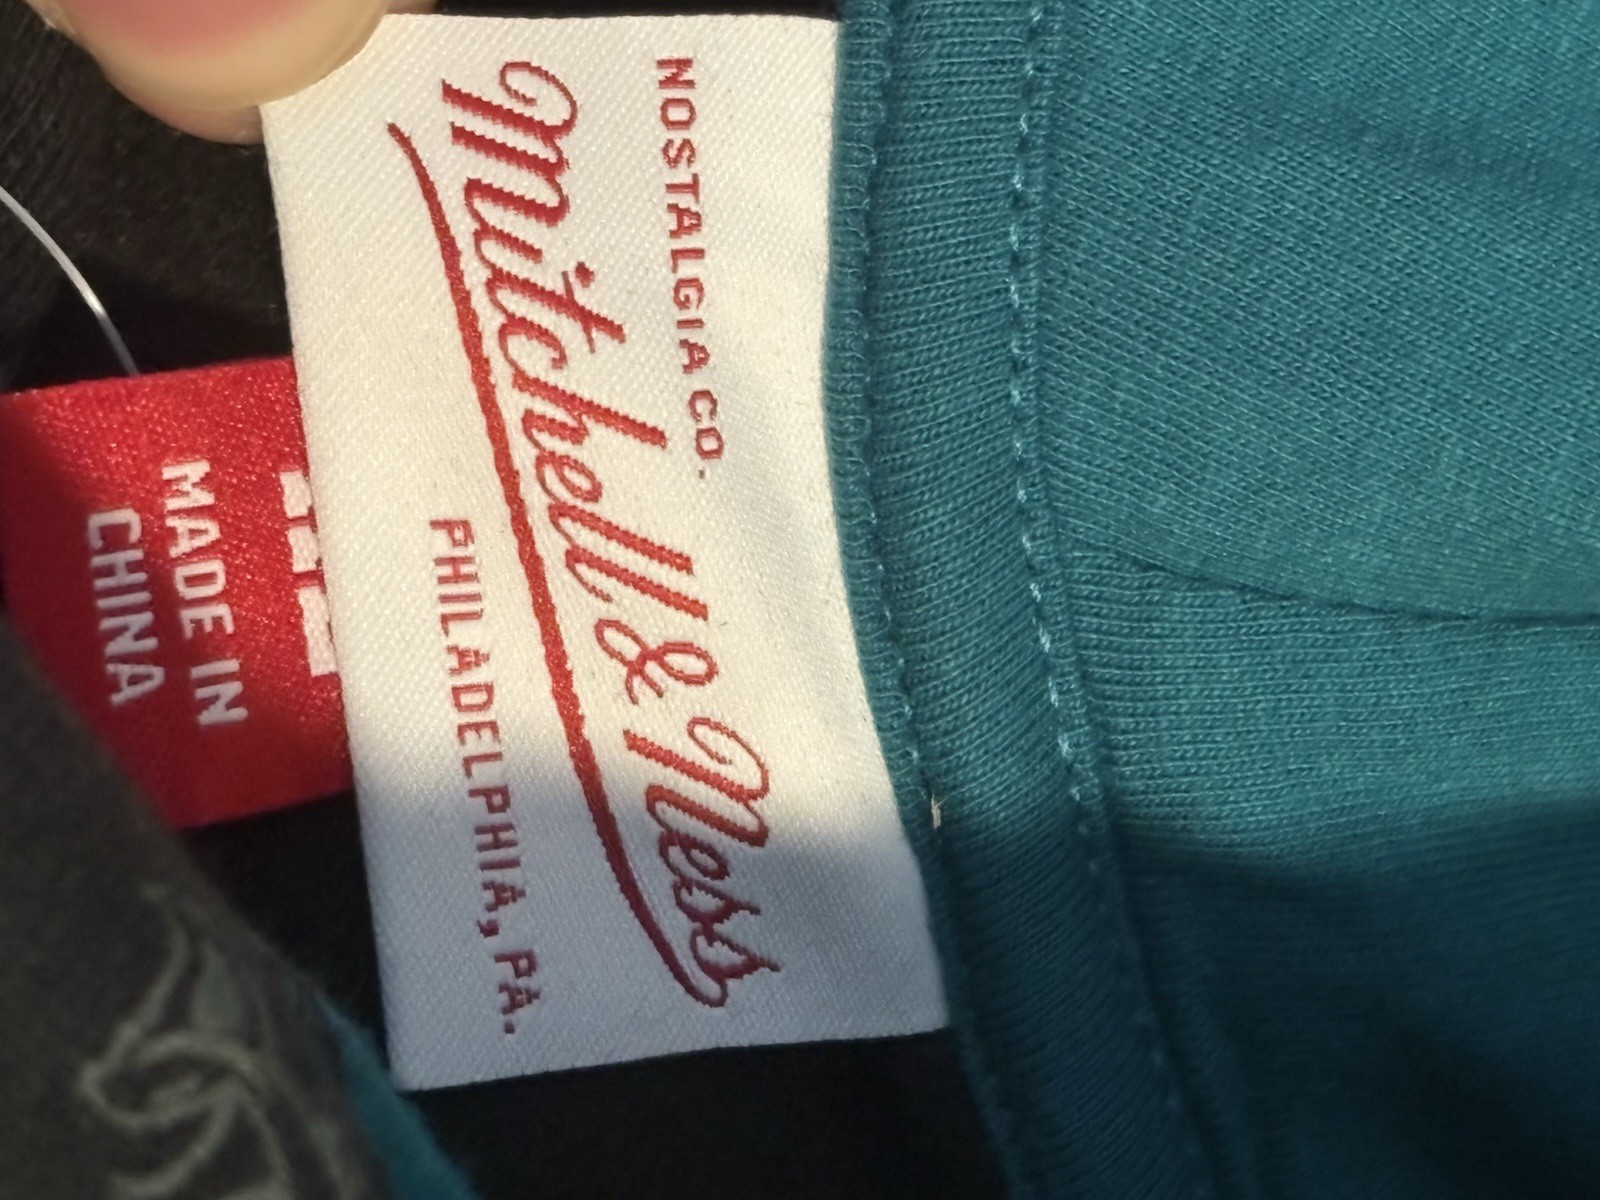 NOSTALGIA CO.
Mitchell & Ness
PHILADELPHIA, PA.
MADE IN
CHINA